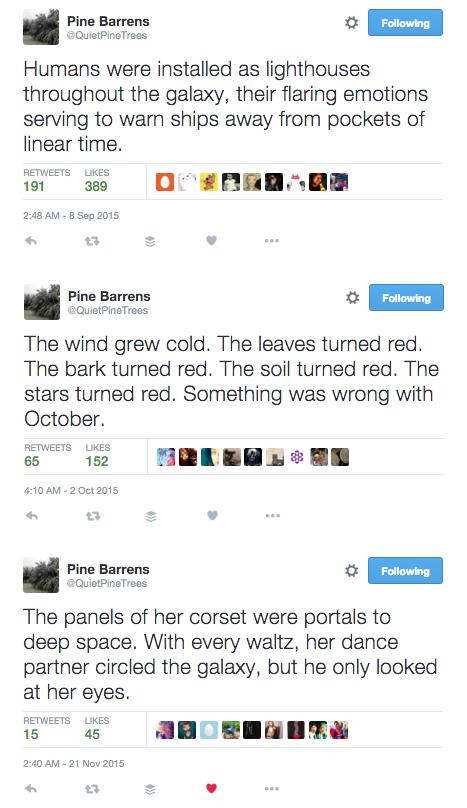 Pine Barrens
@QuietPineTrees
Following
Humans were installed as lighthouses
throughout the galaxy, their flaring emotions
serving to warn ships away from pockets of
linear time.
RETWEETS LIKES
191 389
2:48 AM - 8 Sep 2015
Pine Barrens
@QuietPineTrees
Following
The wind grew cold. The leaves turned red.
The bark turned red. The soil turned red. The
stars turned red. Something was wrong with
October.
RETWEETS LIKES
65 152
4:10 AM - 2 Oct 2015
Pine Barrens
@QuietPineTrees
Following
The panels of her corset were portals to
deep space. With every waltz, her dance
partner circled the galaxy, but he only looked
at her eyes.
RETWEETS LIKES
15 45
2:40 AM - 21 Nov 2015